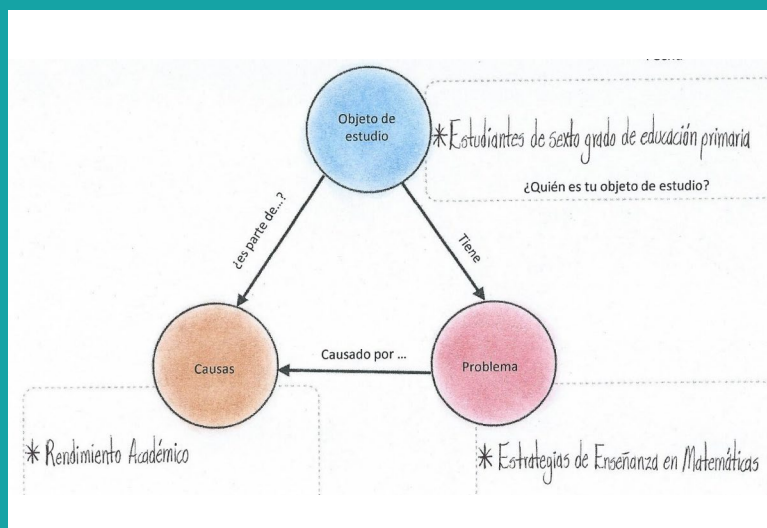 Objeto de
estudio
*Estudiantes de sexto grado de educación primaria
¿Quién es tu objeto de estudio?
¿es parte de...?
Tiene
Causado por ...
Causas
Problema
* Rendimiento Académico
* Estrategias de Enseñanza en Matemáticas